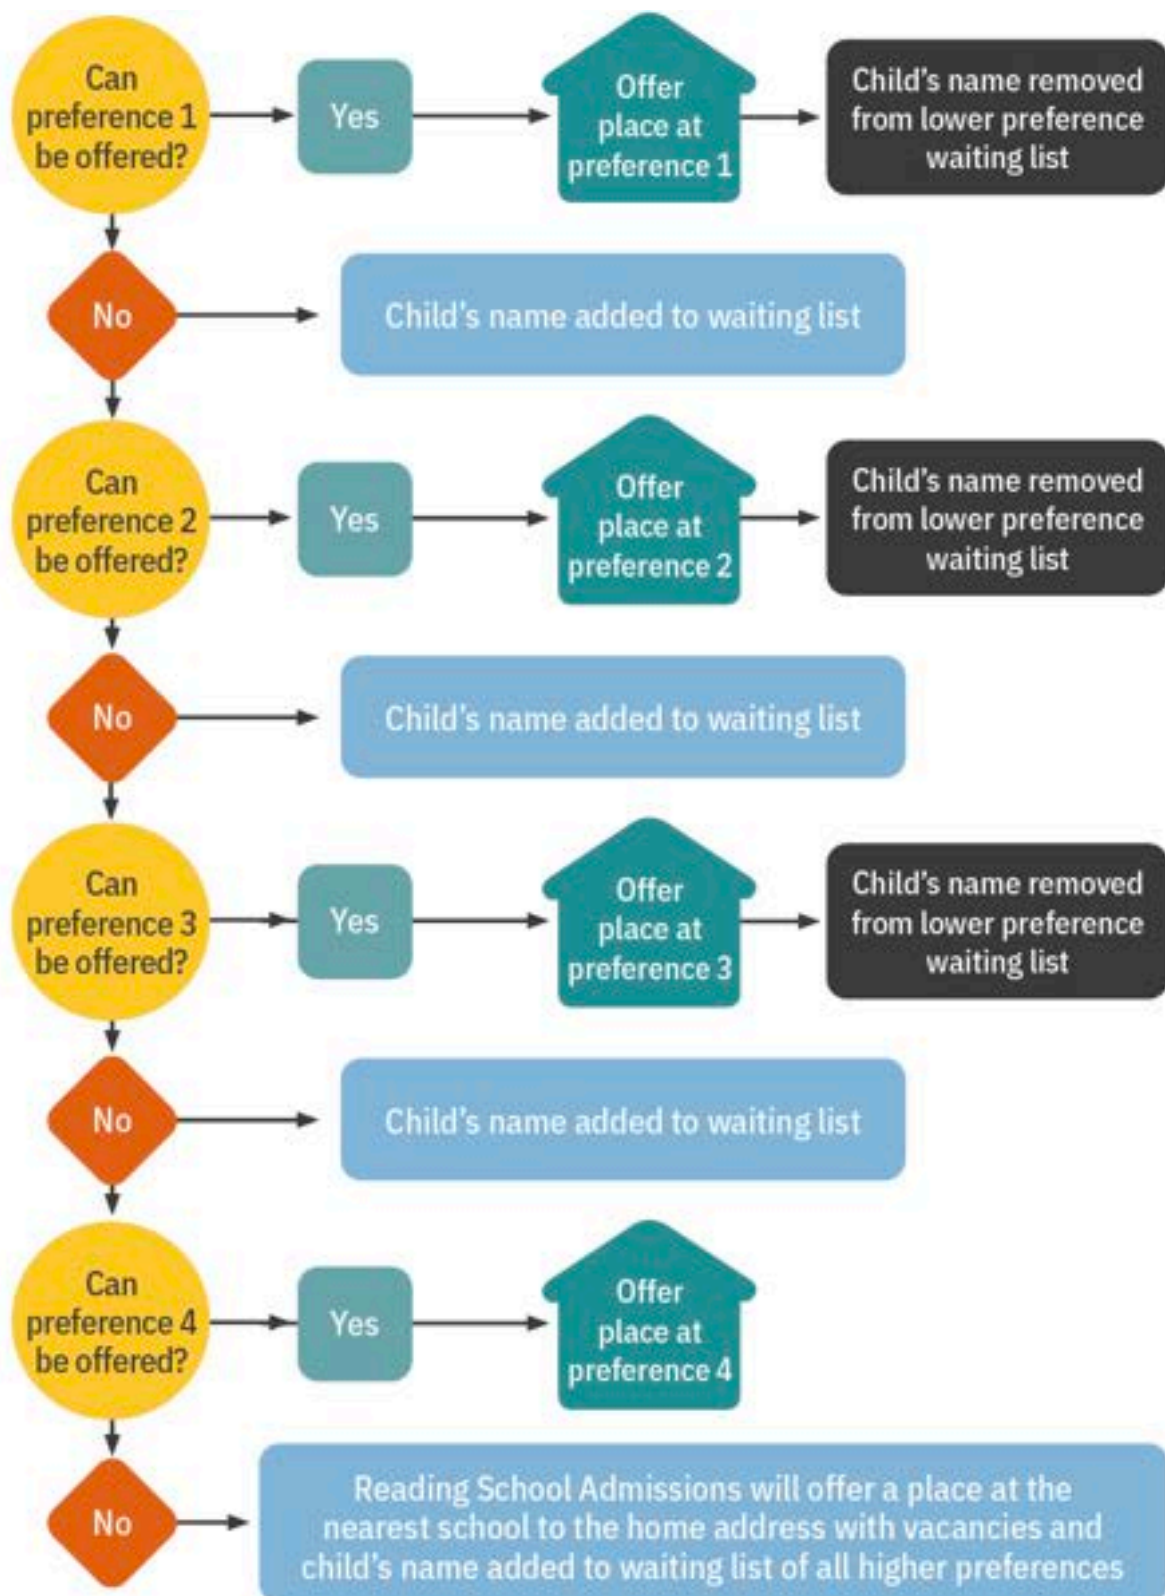 Can
preference 1
be offered?
Yes
Offer
place at
preference 1
Child's name removed
from lower preference
waiting list
No
Child's name added to waiting list
Can
preference 2
be offered?
Yes
Offer
place at
preference 2
Child's name removed
from lower preference
waiting list
No
Child's name added to waiting list
Can
preference 3
be offered?
Yes
Offer
place at
preference 3
Child's name removed
from lower preference
waiting list
No
Child's name added to waiting list
Can
preference 4
be offered?
Yes
Offer
place at
preference 4
No
Reading School Admissions will offer a place at the
nearest school to the home address with vacancies and
child's name added to waiting list of all higher preferences